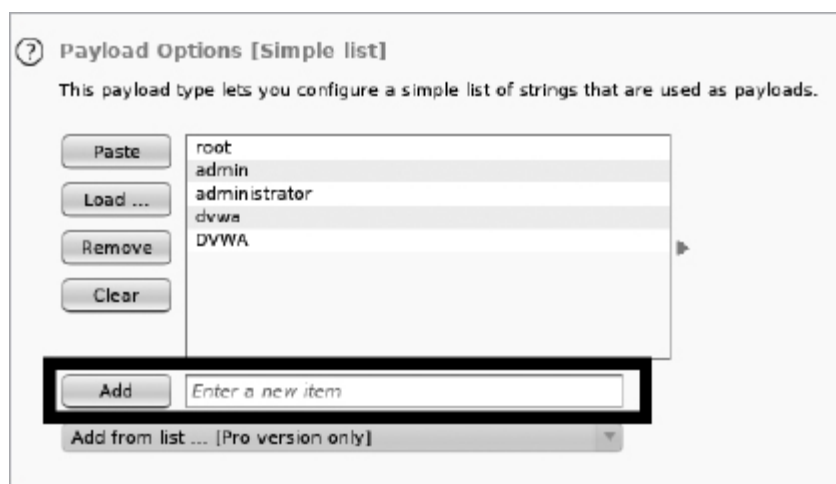 ? Payload Options [Simple list]
This payload type lets you configure a simple list of strings that are used as payloads.
Paste
root
admin
Load ...
administrator
dvwa
Remove
DVWA
Clear
Add
Enter a new item
Add from list ... [Pro version only]